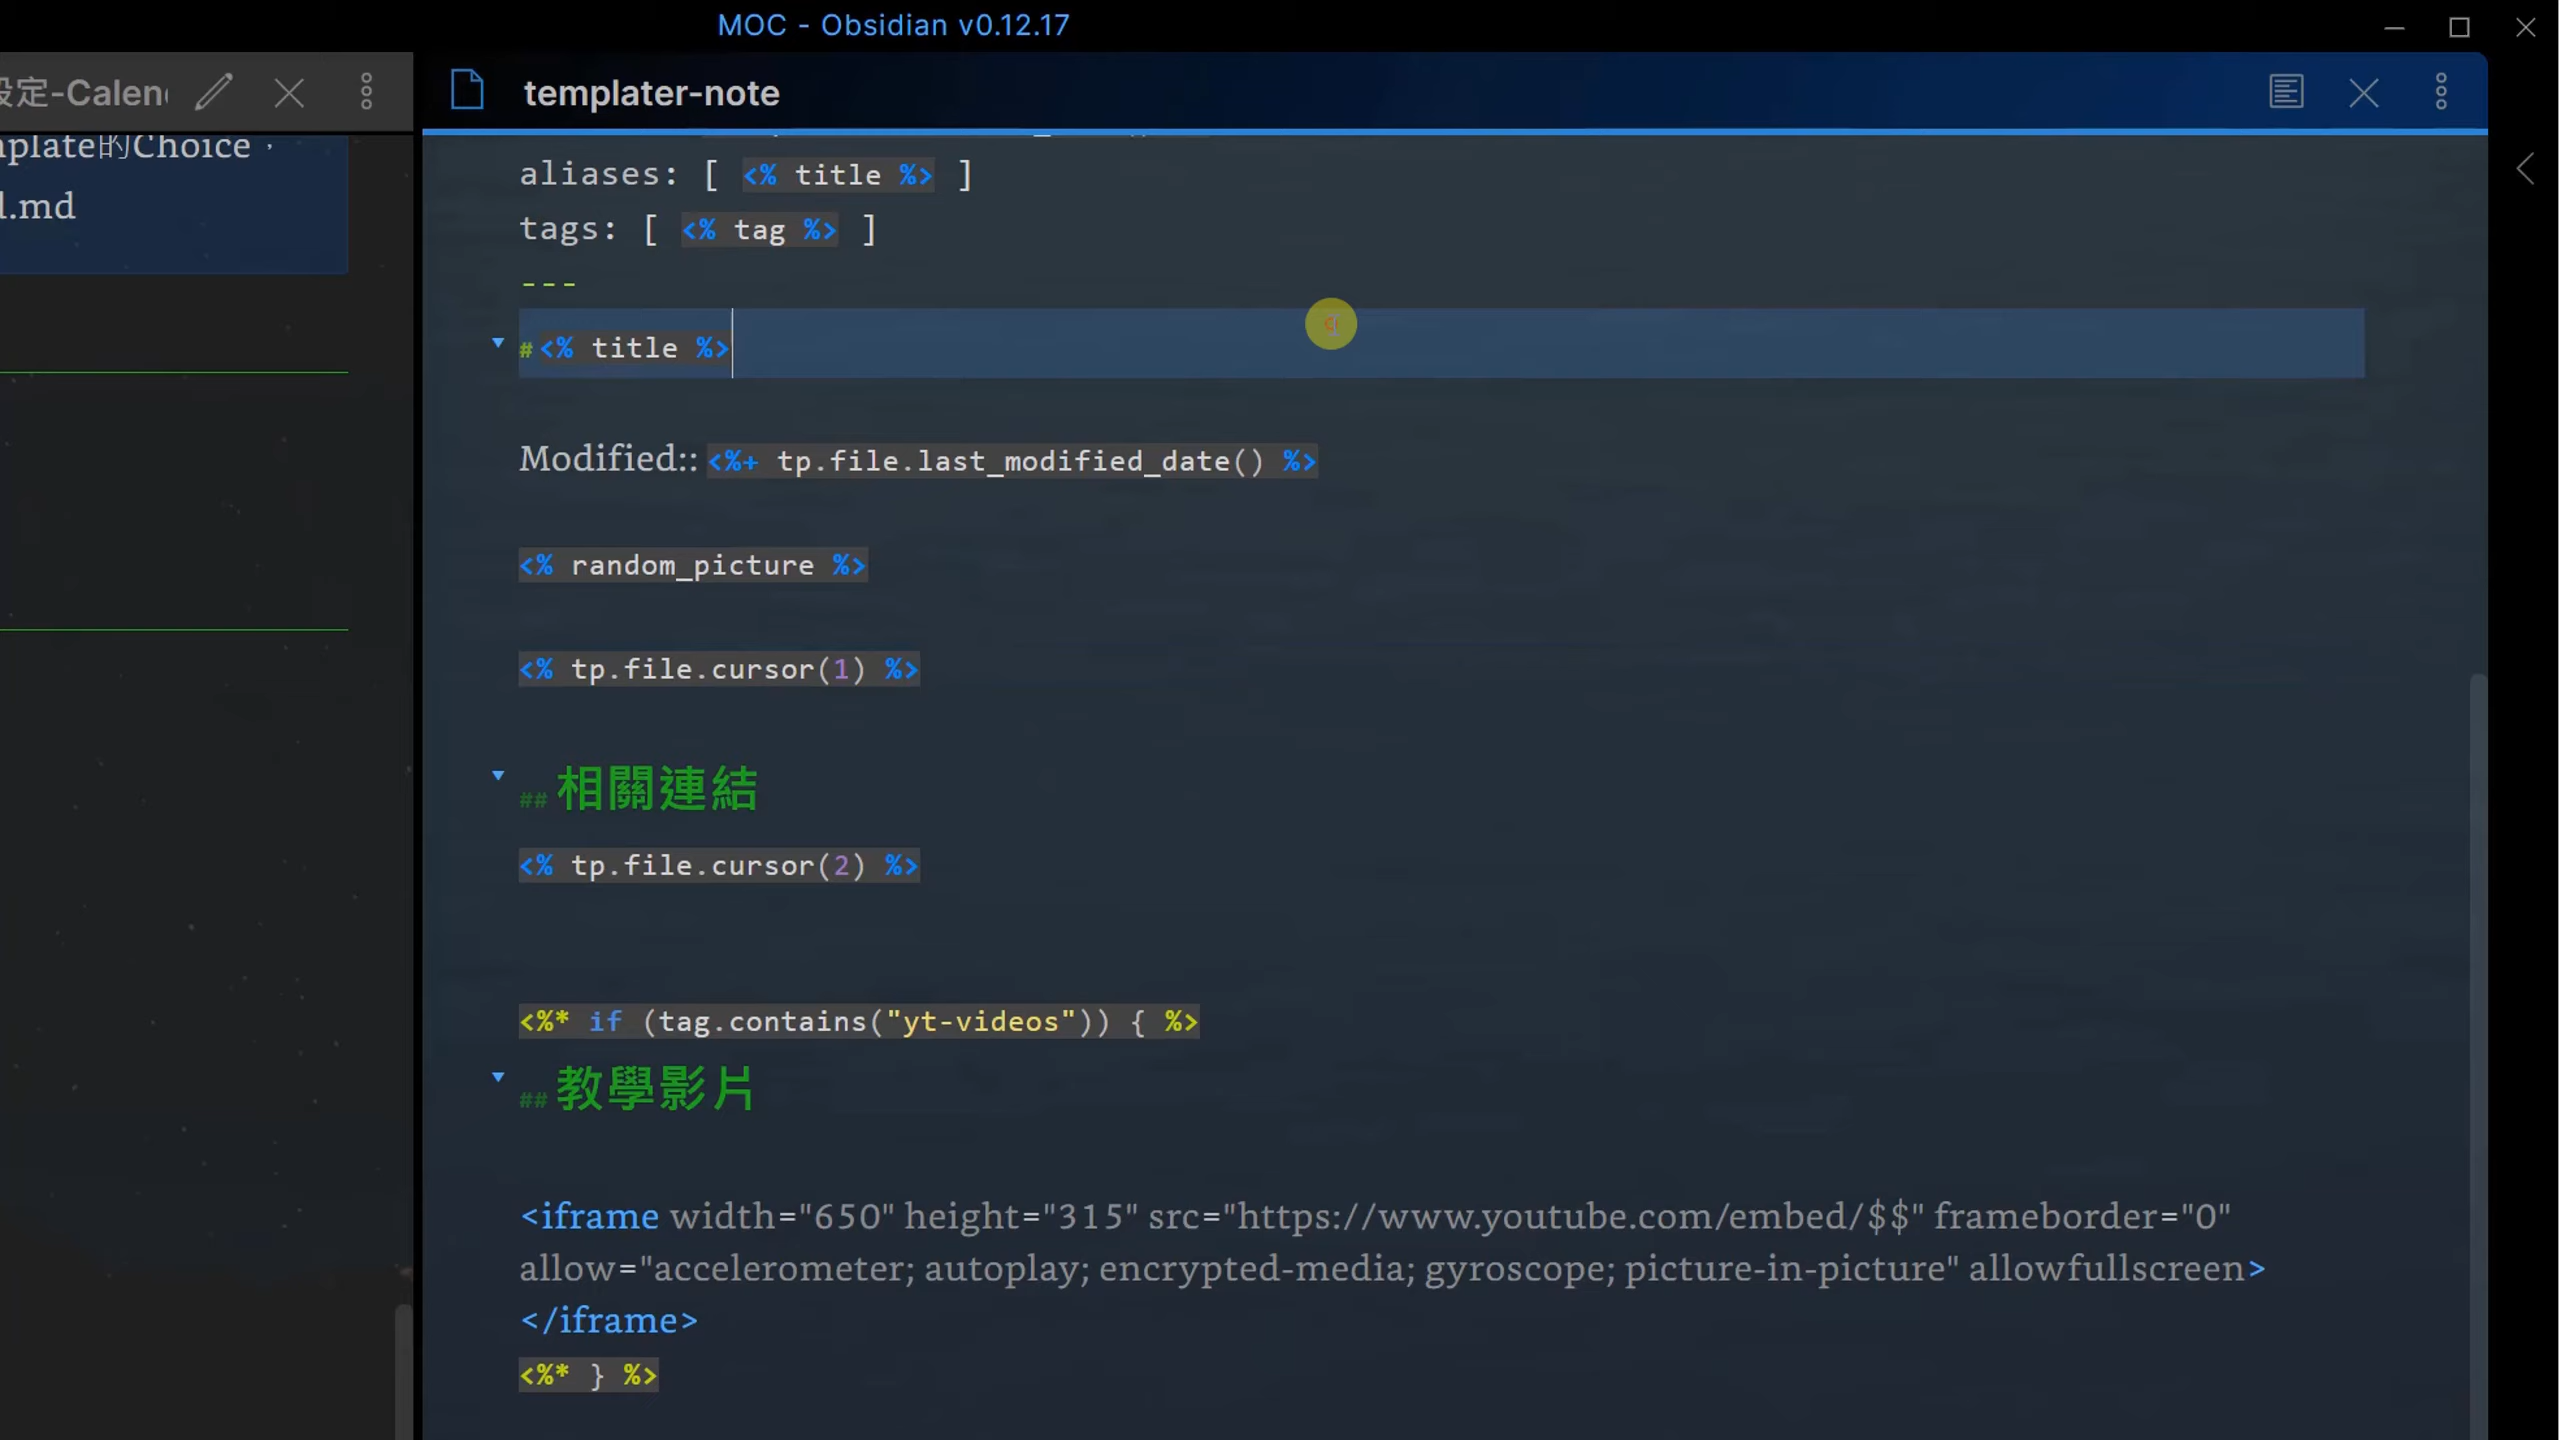 MOC - Obsidian v0.12.17
設定-Calen
templater-note
plate的Choice，
d.md
aliases: [ <% title %> ]
tags: [ <% tag %> ]
---
# <% title %>
Modified:: <%+ tp.file.last_modified_date() %>
<% random_picture %>
<% tp.file.cursor(1) %>
## 相關連結
<% tp.file.cursor(2) %>
<%* if (tag.contains("yt-videos")) { %>
## 教學影片
<iframe width="650" height="315" src="https://www.youtube.com/embed/$$" frameborder="0"
allow="accelerometer; autoplay; encrypted-media; gyroscope; picture-in-picture" allowfullscreen>
</iframe>
<%* } %>